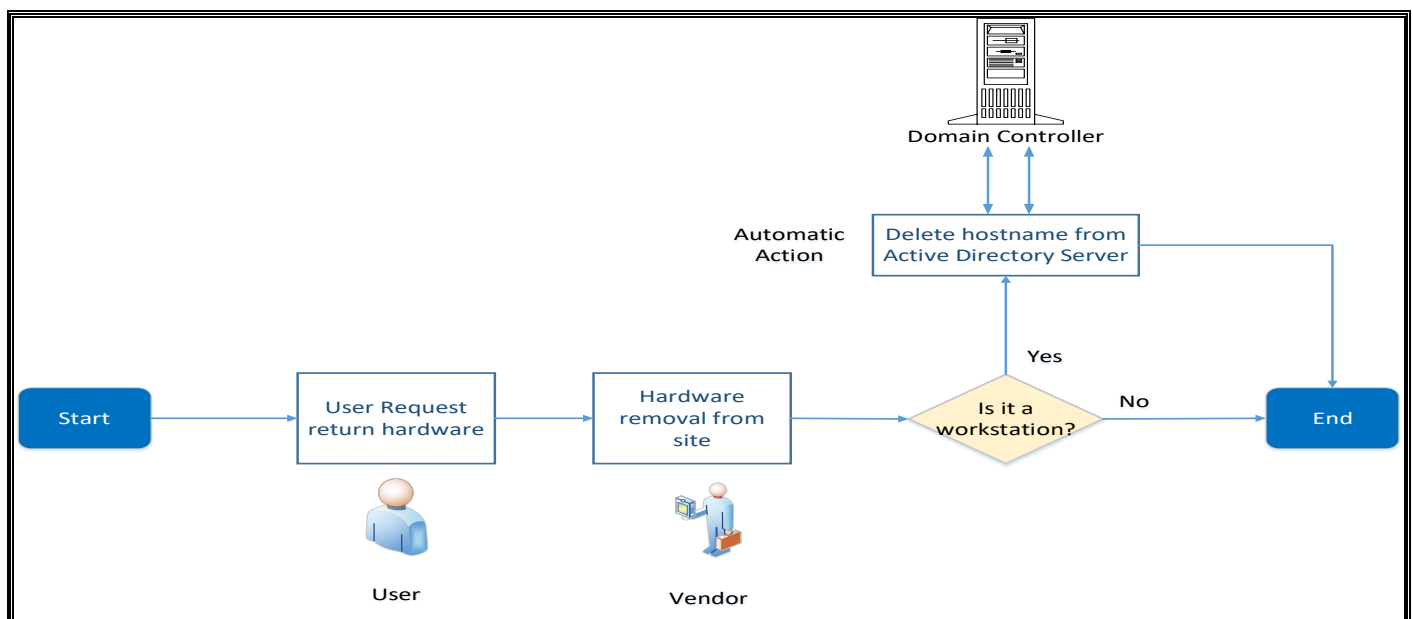 Domain Controller
Automatic
Action
Delete hostname from
Active Directory Server
Yes
Start
User Request
return hardware
Hardware
removal from
site
Is it a
workstation?
No
End
User
Vendor